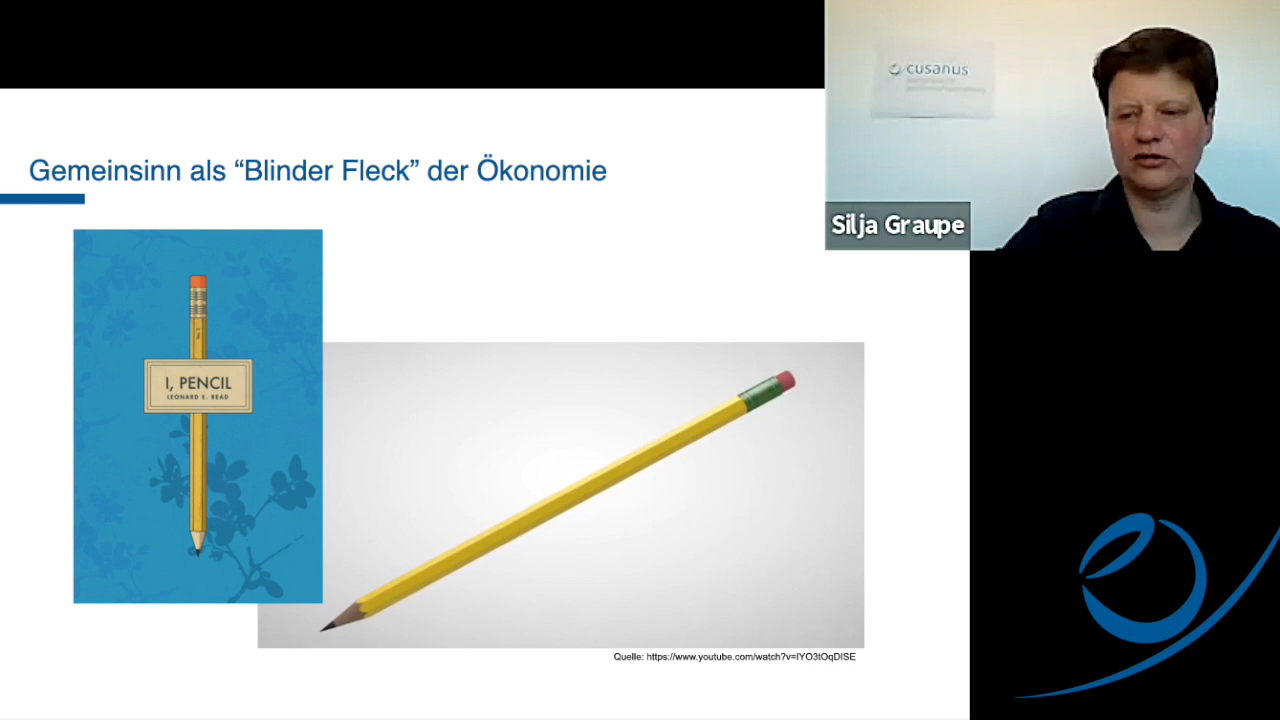 cusanus
Silja Graupe
Gemeinsinn als “Blinder Fleck” der Ökonomie
I, PENCIL
LEONARD E. READ
Quelle: https://www.youtube.com/watch?v=IYO3tOqDISE